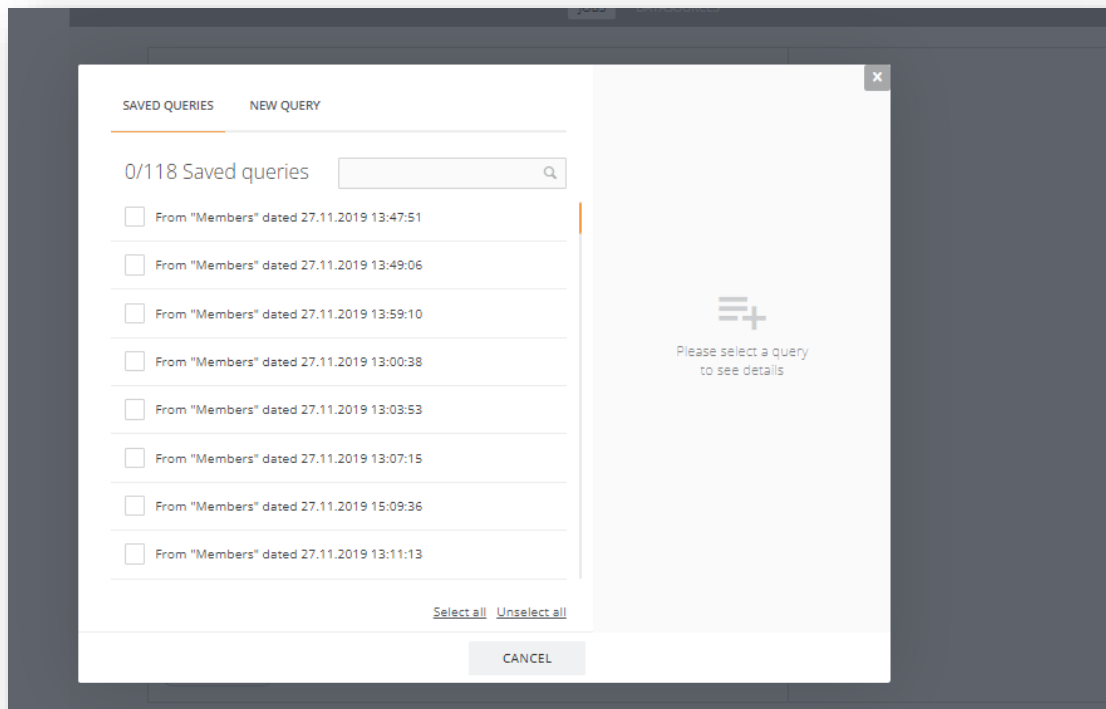 JOBS DATASOURCES
x
SAVED QUERIES NEW QUERY
0/118 Saved queries
From "Members" dated 27.11.2019 13:47:51
From "Members" dated 27.11.2019 13:49:06
From "Members" dated 27.11.2019 13:59:10
From "Members" dated 27.11.2019 13:00:38
From "Members" dated 27.11.2019 13:03:53
From "Members" dated 27.11.2019 13:07:15
From "Members" dated 27.11.2019 15:09:36
From "Members" dated 27.11.2019 13:11:13
Please select a query
to see details
Select all Unselect all
CANCEL